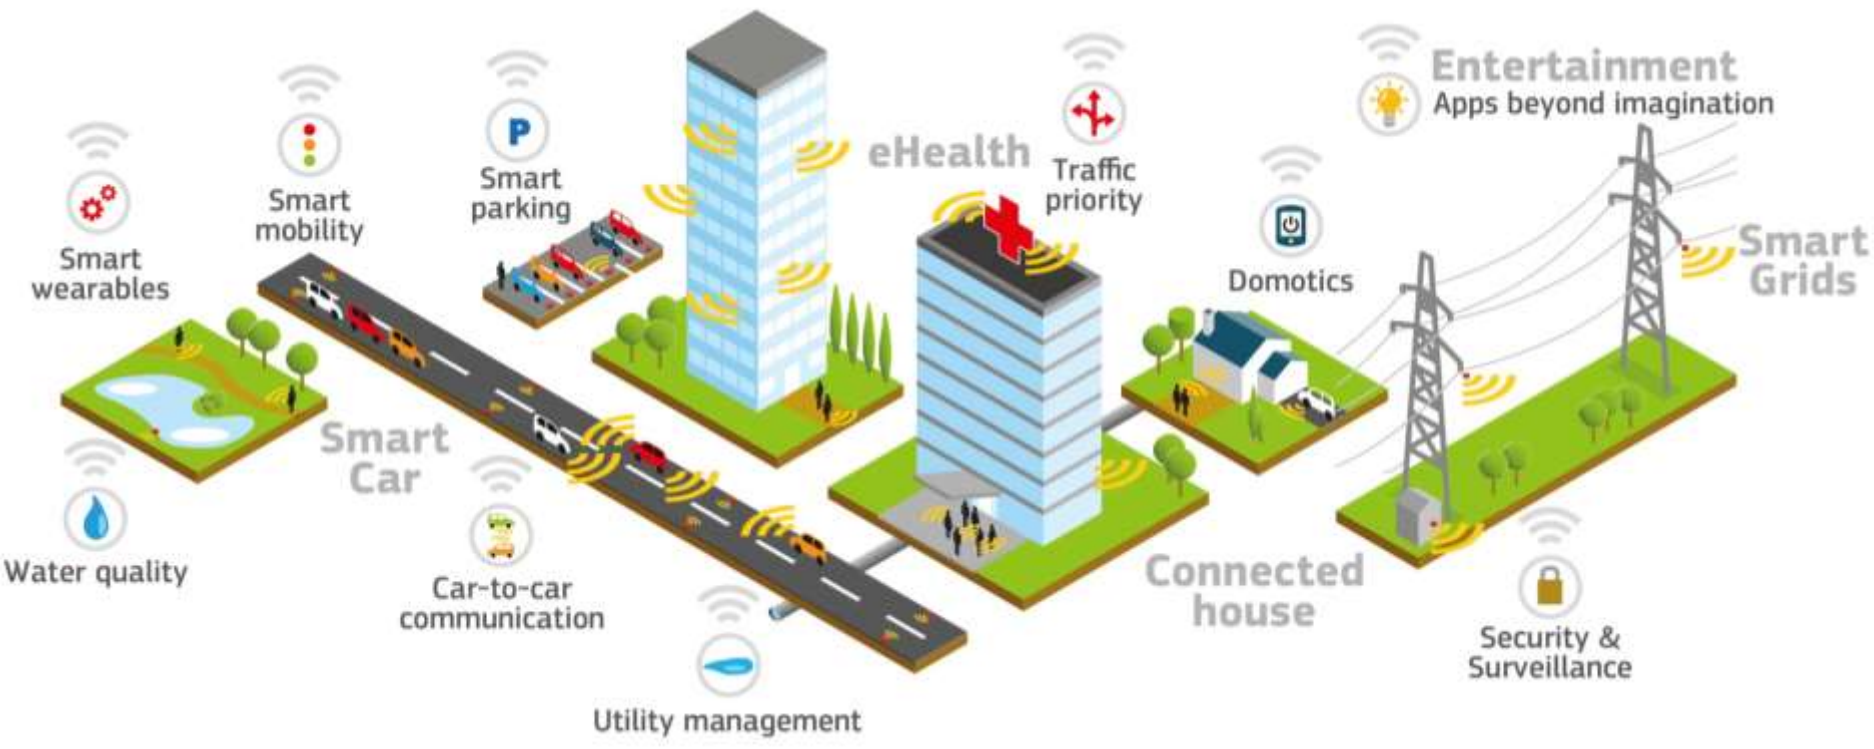 Entertainment
Apps beyond imagination
P
eHealth
Traffic
priority
Smart
parking
Smart
mobility
Smart
wearables
Domotics
Smart
Grids
Smart
Car
Water quality
Car-to-car
communication
Connected
house
Utility management
Security &
Surveillance